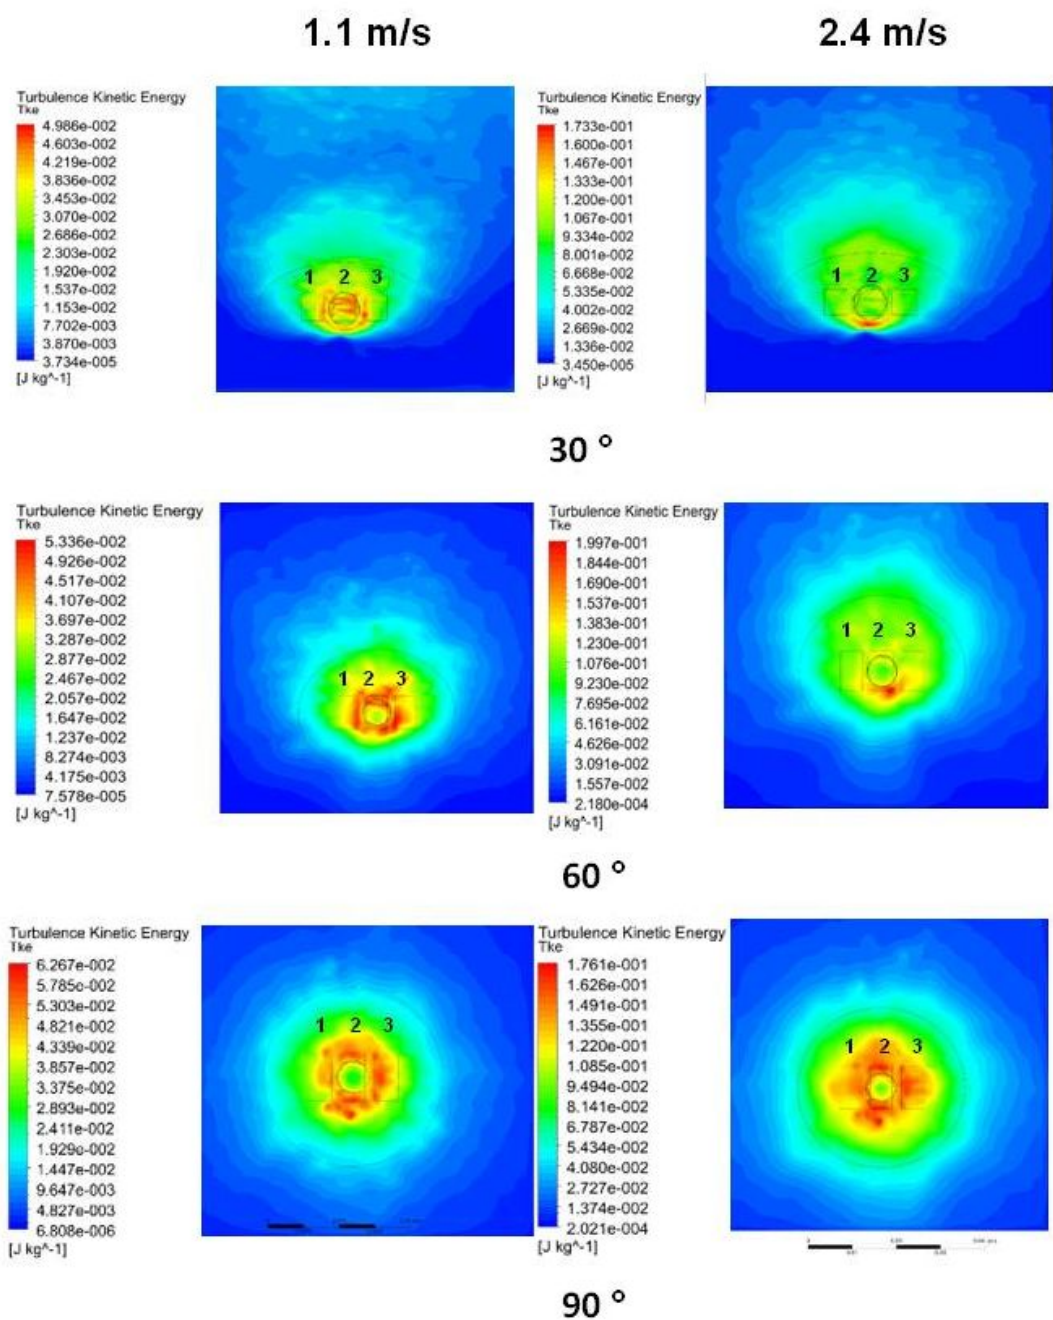 1.1 m/s
2.4 m/s
Turbulence Kinetic Energy
Tke
4.986e-002
4.603e-002
4.219e-002
3.836e-002
3.453e-002
3.070e-002
2.686e-002
2.303e-002
1.920e-002
1.537e-002
1.153e-002
7.702e-003
3.870e-003
3.734e-005
[J kg^-1]
1 2 3
Turbulence Kinetic Energy
Tke
1.733e-001
1.600e-001
1.467e-001
1.333e-001
1.200e-001
1.067e-001
9.334e-002
8.001e-002
6.668e-002
5.335e-002
4.002e-002
2.669e-002
1.336e-002
3.450e-005
[J kg^-1]
1 2 3
30 °
Turbulence Kinetic Energy
Tke
5.336e-002
4.926e-002
4.517e-002
4.107e-002
3.697e-002
3.287e-002
2.877e-002
2.467e-002
2.057e-002
1.647e-002
1.237e-002
8.274e-003
4.175e-003
7.578e-005
[J kg^-1]
1 2 3
Turbulence Kinetic Energy
Tke
1.997e-001
1.844e-001
1.690e-001
1.537e-001
1.383e-001
1.230e-001
1.076e-001
9.230e-002
7.695e-002
6.161e-002
4.626e-002
3.091e-002
1.557e-002
2.180e-004
[J kg^-1]
1 2 3
60 °
Turbulence Kinetic Energy
Tke
6.267e-002
5.785e-002
5.303e-002
4.821e-002
4.339e-002
3.857e-002
3.375e-002
2.893e-002
2.411e-002
1.929e-002
1.447e-002
9.647e-003
4.827e-003
6.808e-006
[J kg^-1]
1 2 3
Turbulence Kinetic Energy
Tke
1.761e-001
1.626e-001
1.491e-001
1.355e-001
1.220e-001
1.085e-001
9.494e-002
8.141e-002
6.787e-002
5.434e-002
4.080e-002
2.727e-002
1.374e-002
2.021e-004
[J kg^-1]
1 2 3
90 °